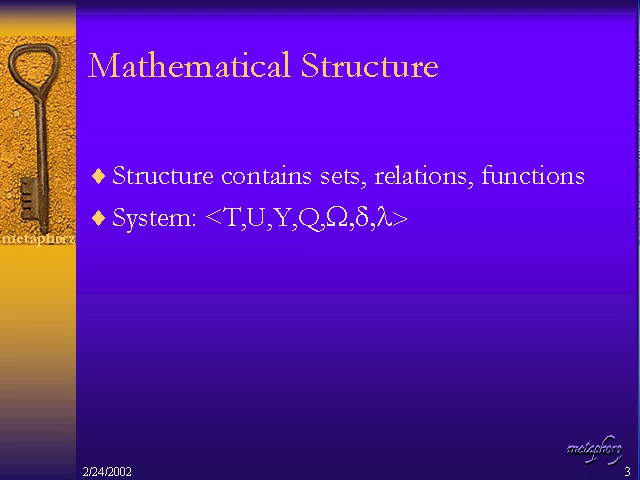 Mathematical Structure
Structure contains sets, relations, functions
System: <T,U,Y,Q,Ω,δ,λ>
metaphorz
metaphorz
2/24/2002
3